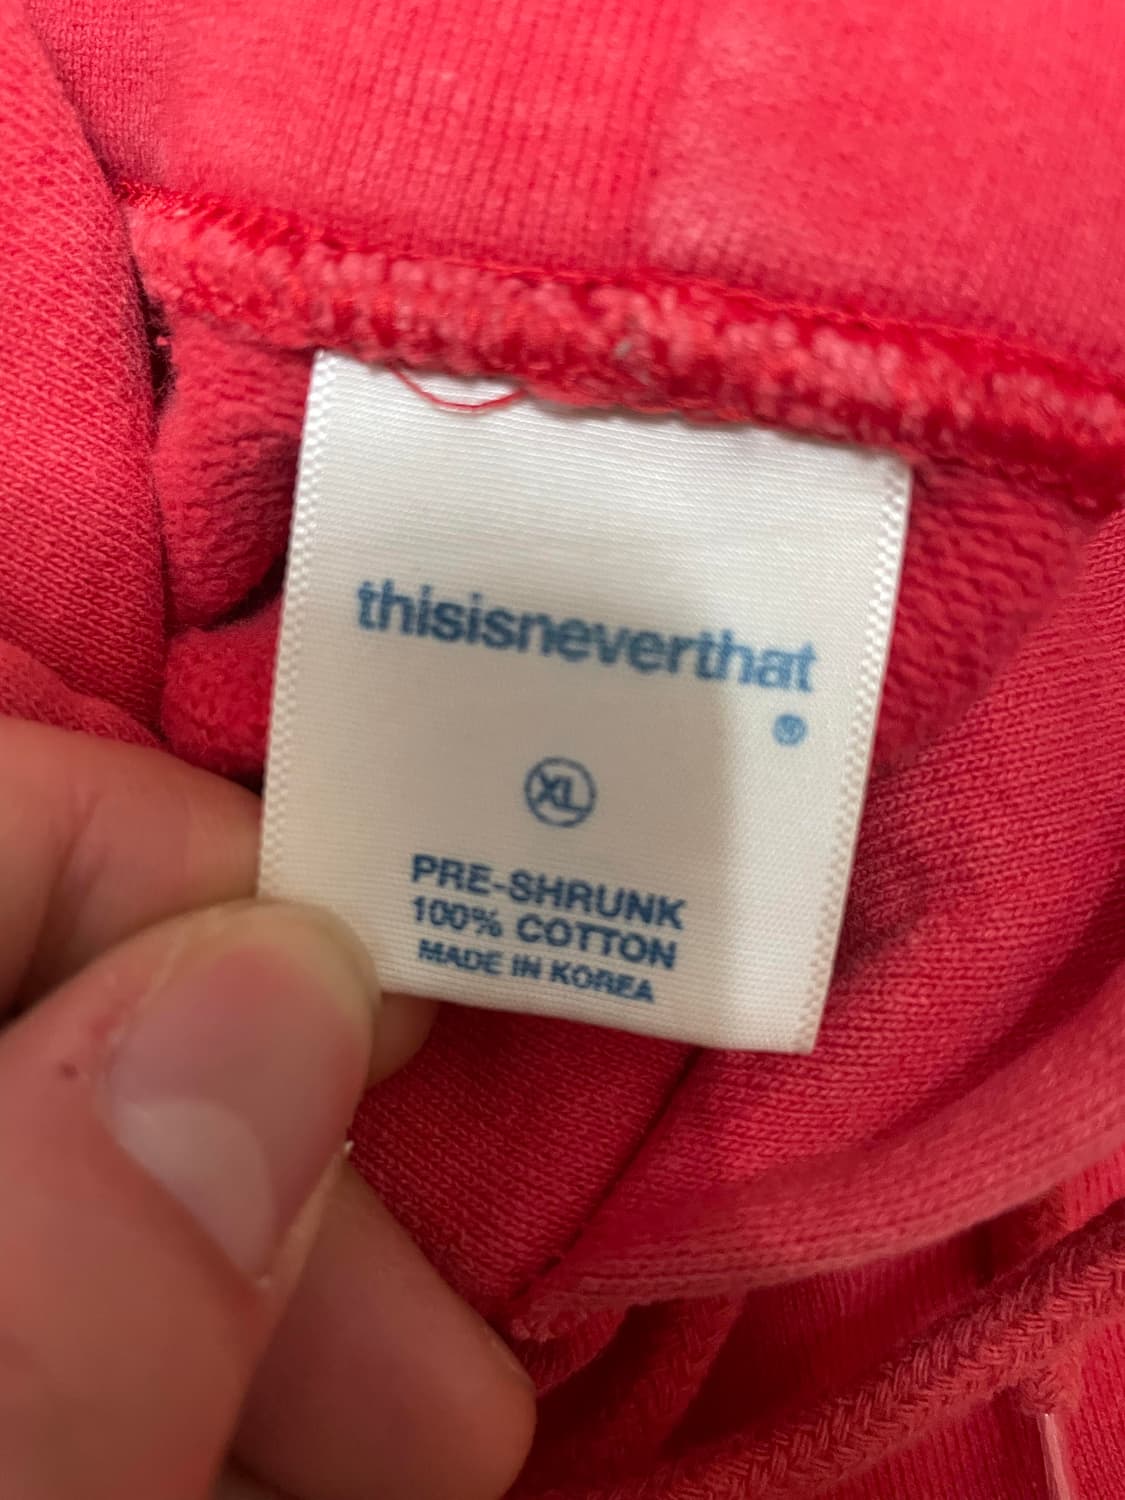 thisisneverthat
®
XL
PRE-SHRUNK
100% COTTON
MADE IN KOREA